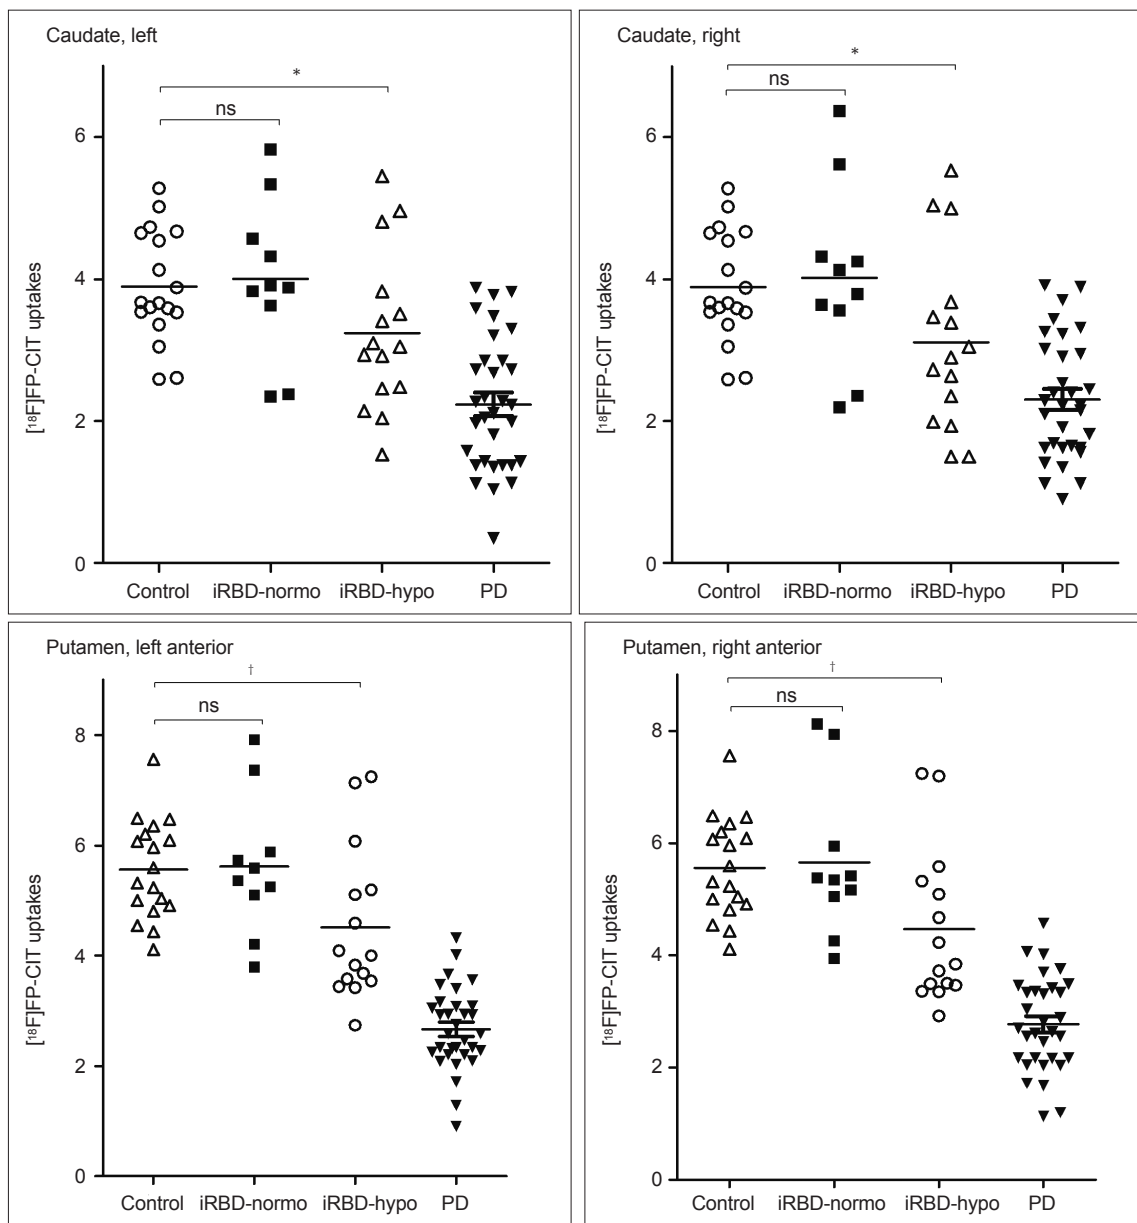 Caudate, left
*
ns
[¹⁸F]FP-CIT uptakes
6
4
2
0
Control iRBD-normo iRBD-hypo PD
Caudate, right
*
ns
[¹⁸F]FP-CIT uptakes
6
4
2
0
Control iRBD-normo iRBD-hypo PD
Putamen, left anterior
†
ns
[¹⁸F]FP-CIT uptakes
8
6
4
2
0
Control iRBD-normo iRBD-hypo PD
Putamen, right anterior
†
ns
[¹⁸F]FP-CIT uptakes
8
6
4
2
0
Control iRBD-normo iRBD-hypo PD